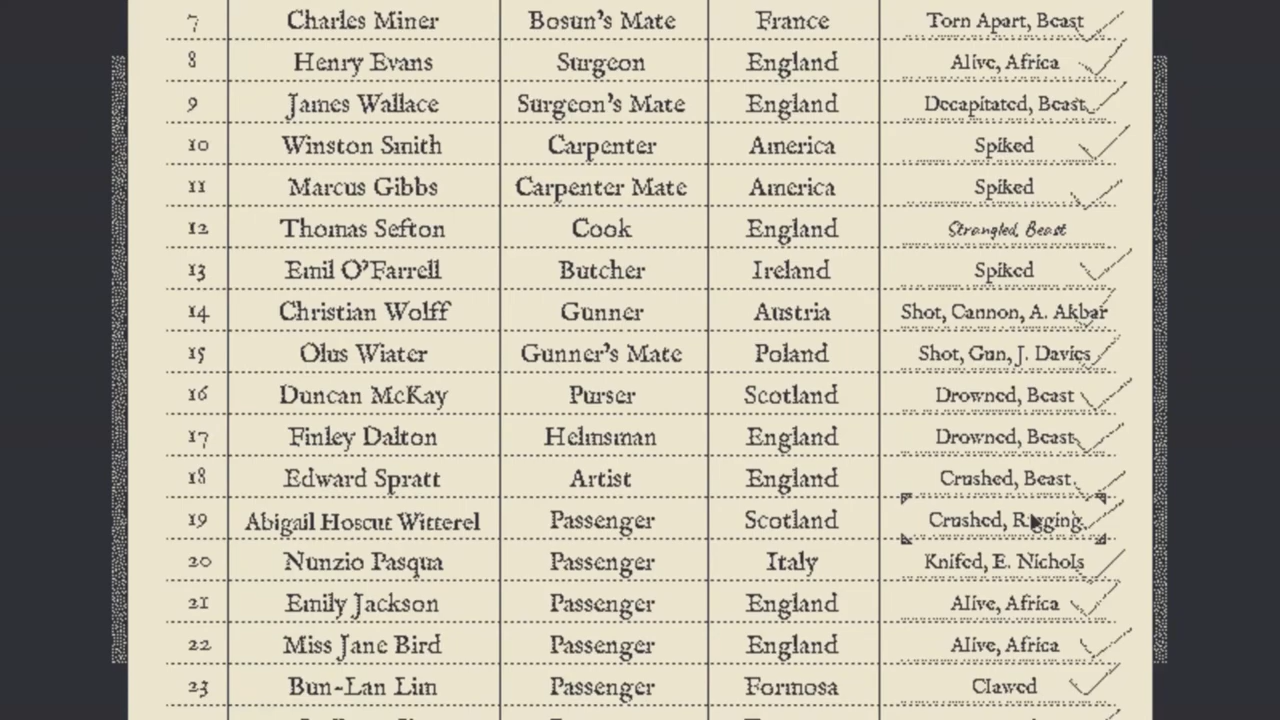 7 Charles Miner Bosun's Mate France Torn Apart, Beast
8 Henry Evans Surgeon England Alive, Africa
9 James Wallace Surgeon's Mate England Decapitated, Beast
10 Winston Smith Carpenter America Spiked
11 Marcus Gibbs Carpenter Mate America Spiked
12 Thomas Sefton Cook England Strangled, Beast
13 Emil O'Farrell Butcher Ireland Spiked
14 Christian Wolff Gunner Austria Shot, Cannon, A. Akbar
15 Olus Wiater Gunner's Mate Poland Shot, Gun, J. Davies
16 Duncan McKay Purser Scotland Drowned, Beast
17 Finley Dalton Helmsman England Drowned, Beast
18 Edward Spratt Artist England Crushed, Beast
19 Abigail Hoscut Witterel Passenger Scotland Crushed, Rigging
20 Nunzio Pasqua Passenger Italy Knifed, E. Nichols
21 Emily Jackson Passenger England Alive, Africa
22 Miss Jane Bird Passenger England Alive, Africa
23 Bun-Lan Lim Passenger Formosa Clawed